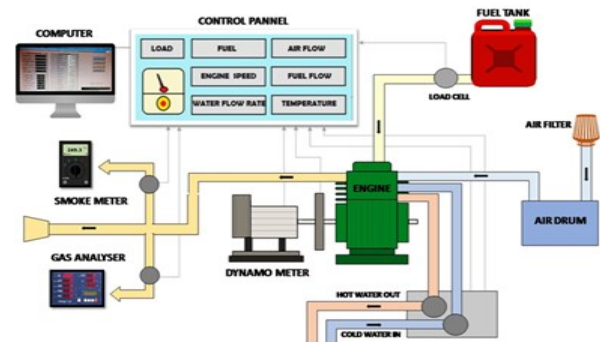 CONTROL PANNEL
FUEL TANK
COMPUTER
LOAD
FUEL
AIR FLOW
ENGINE SPEED
FUEL FLOW
WATER FLOW RATE
TEMPERATURE
LOAD CELL
AIR FILTER
SMOKE METER
ENGINE
AIR DRUM
GAS ANALYSER
DYNAMO METER
HOT WATER OUT
COLD WATER IN